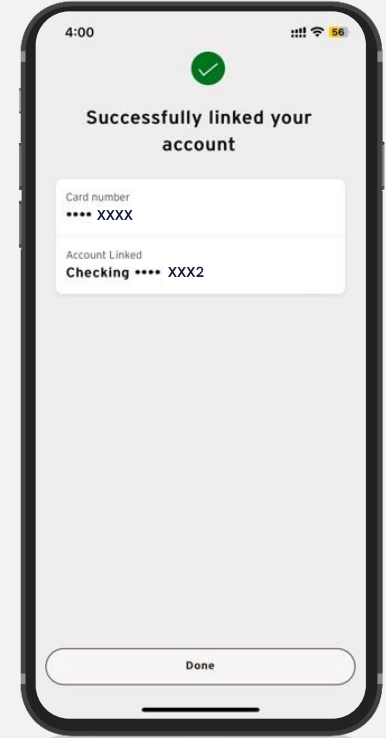 4:00
56
Successfully linked your
account
Card number
•••• XXXX
Account Linked
Checking •••• XXX2
Done